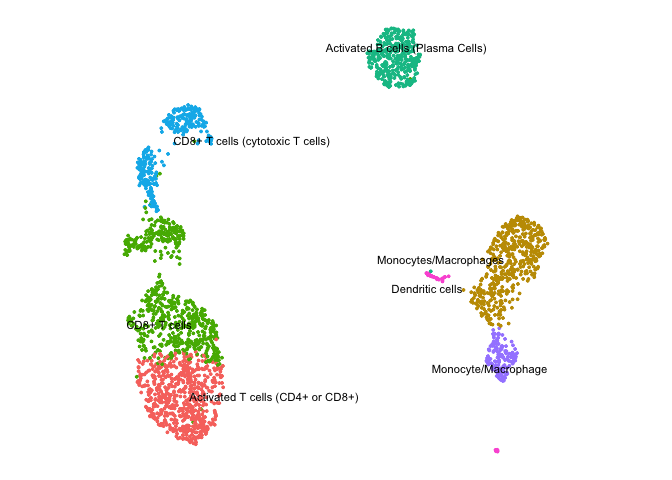 Activated B cells (Plasma Cells)
CD8+ T cells (cytotoxic T cells)
Monocytes/Macrophages
Dendritic cells
CD8+ T cells
Monocyte/Macrophage
Activated T cells (CD4+ or CD8+)